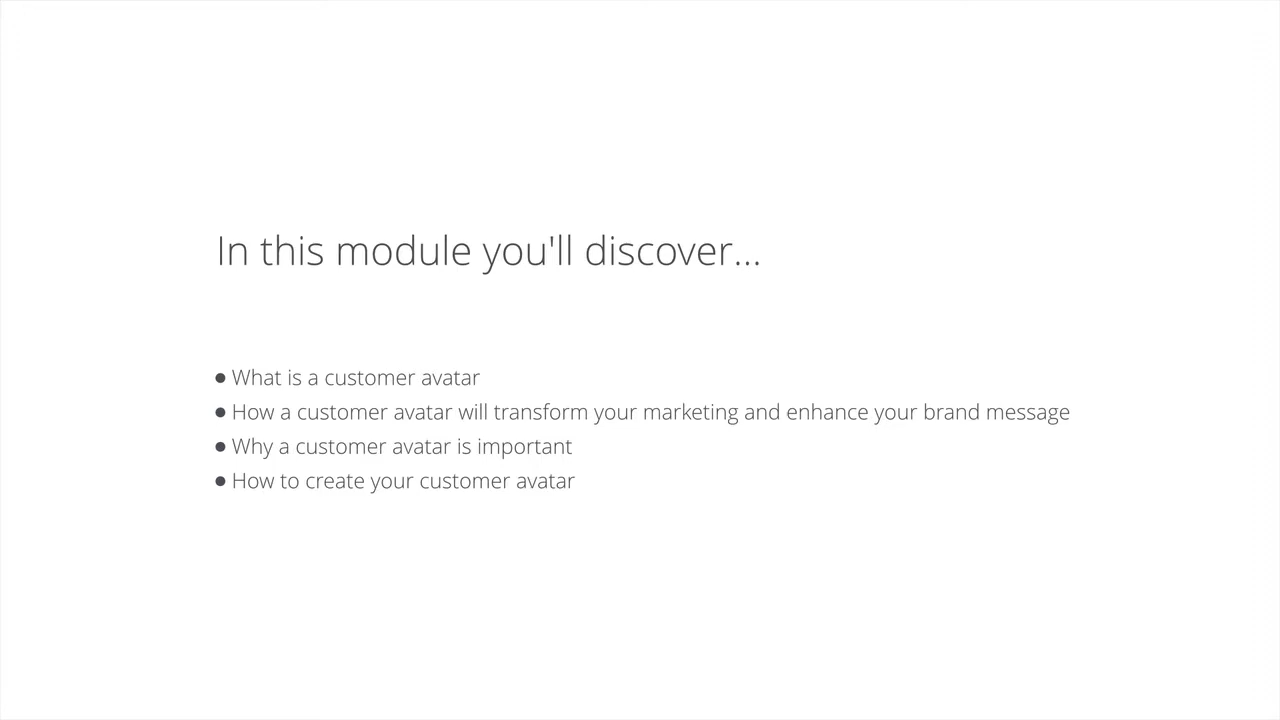 In this module you'll discover...
● What is a customer avatar
● How a customer avatar will transform your marketing and enhance your brand message
● Why a customer avatar is important
● How to create your customer avatar